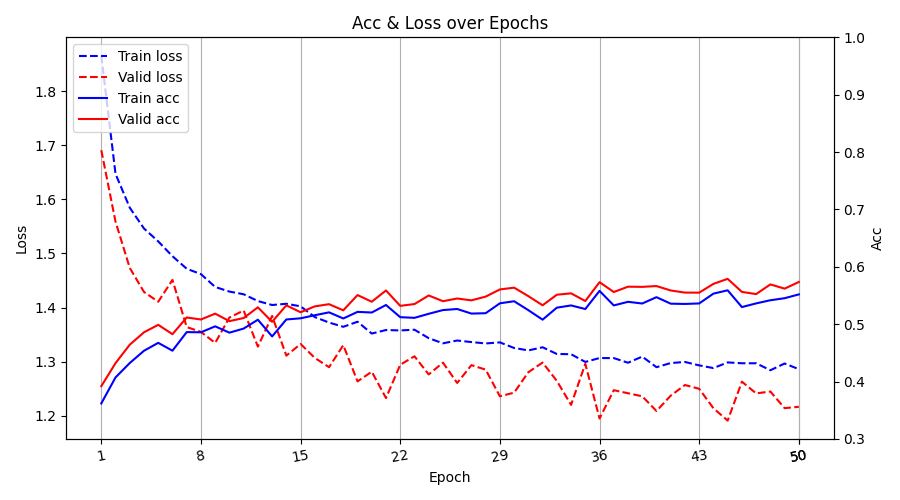 Acc & Loss over Epochs
Train loss
Valid loss
Train acc
Valid acc
1.8
1.7
1.6
1.5
1.4
1.3
1.2
Loss
1.0
0.9
0.8
0.7
0.6
0.5
0.4
0.3
Acc
1 8 15 22 29 36 43 50
Epoch